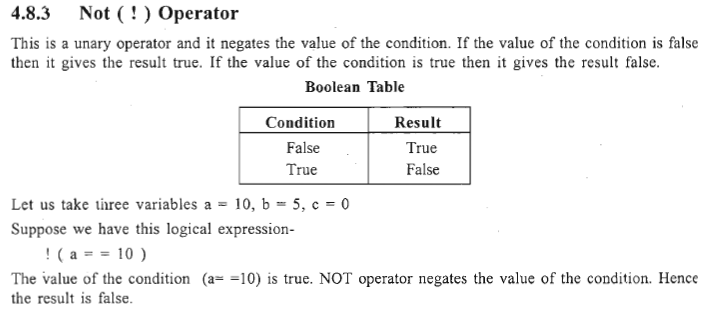 4.8.3 Not ( ! ) Operator
This is a unary operator and it negates the value of the condition. If the value of the condition is false
then it gives the result true. If the value of the condition is true then it gives the result false.
Boolean Table
Condition Result
False True
True False
Let us take three variables a = 10, b = 5, c = 0
Suppose we have this logical expression-
! ( a = = 10 )
The value of the condition (a= =10) is true. NOT operator negates the value of the condition. Hence
the result is false.